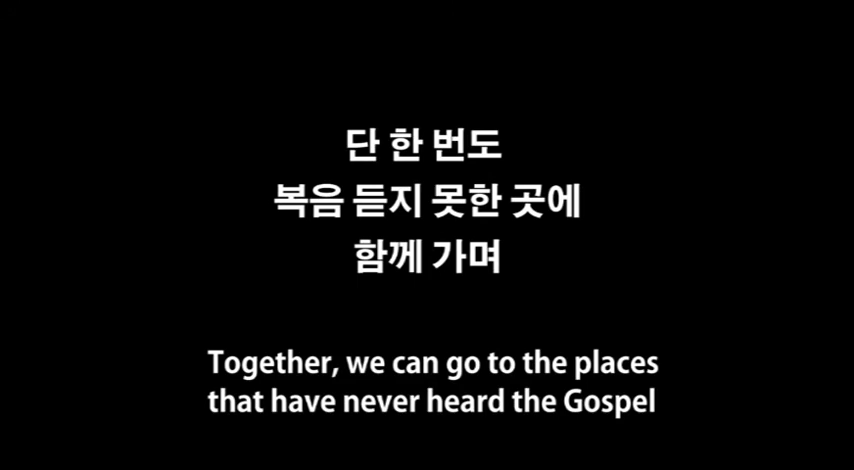 단 한 번도
복음 듣지 못한 곳에
함께 가며
Together, we can go to the places
that have never heard the Gospel